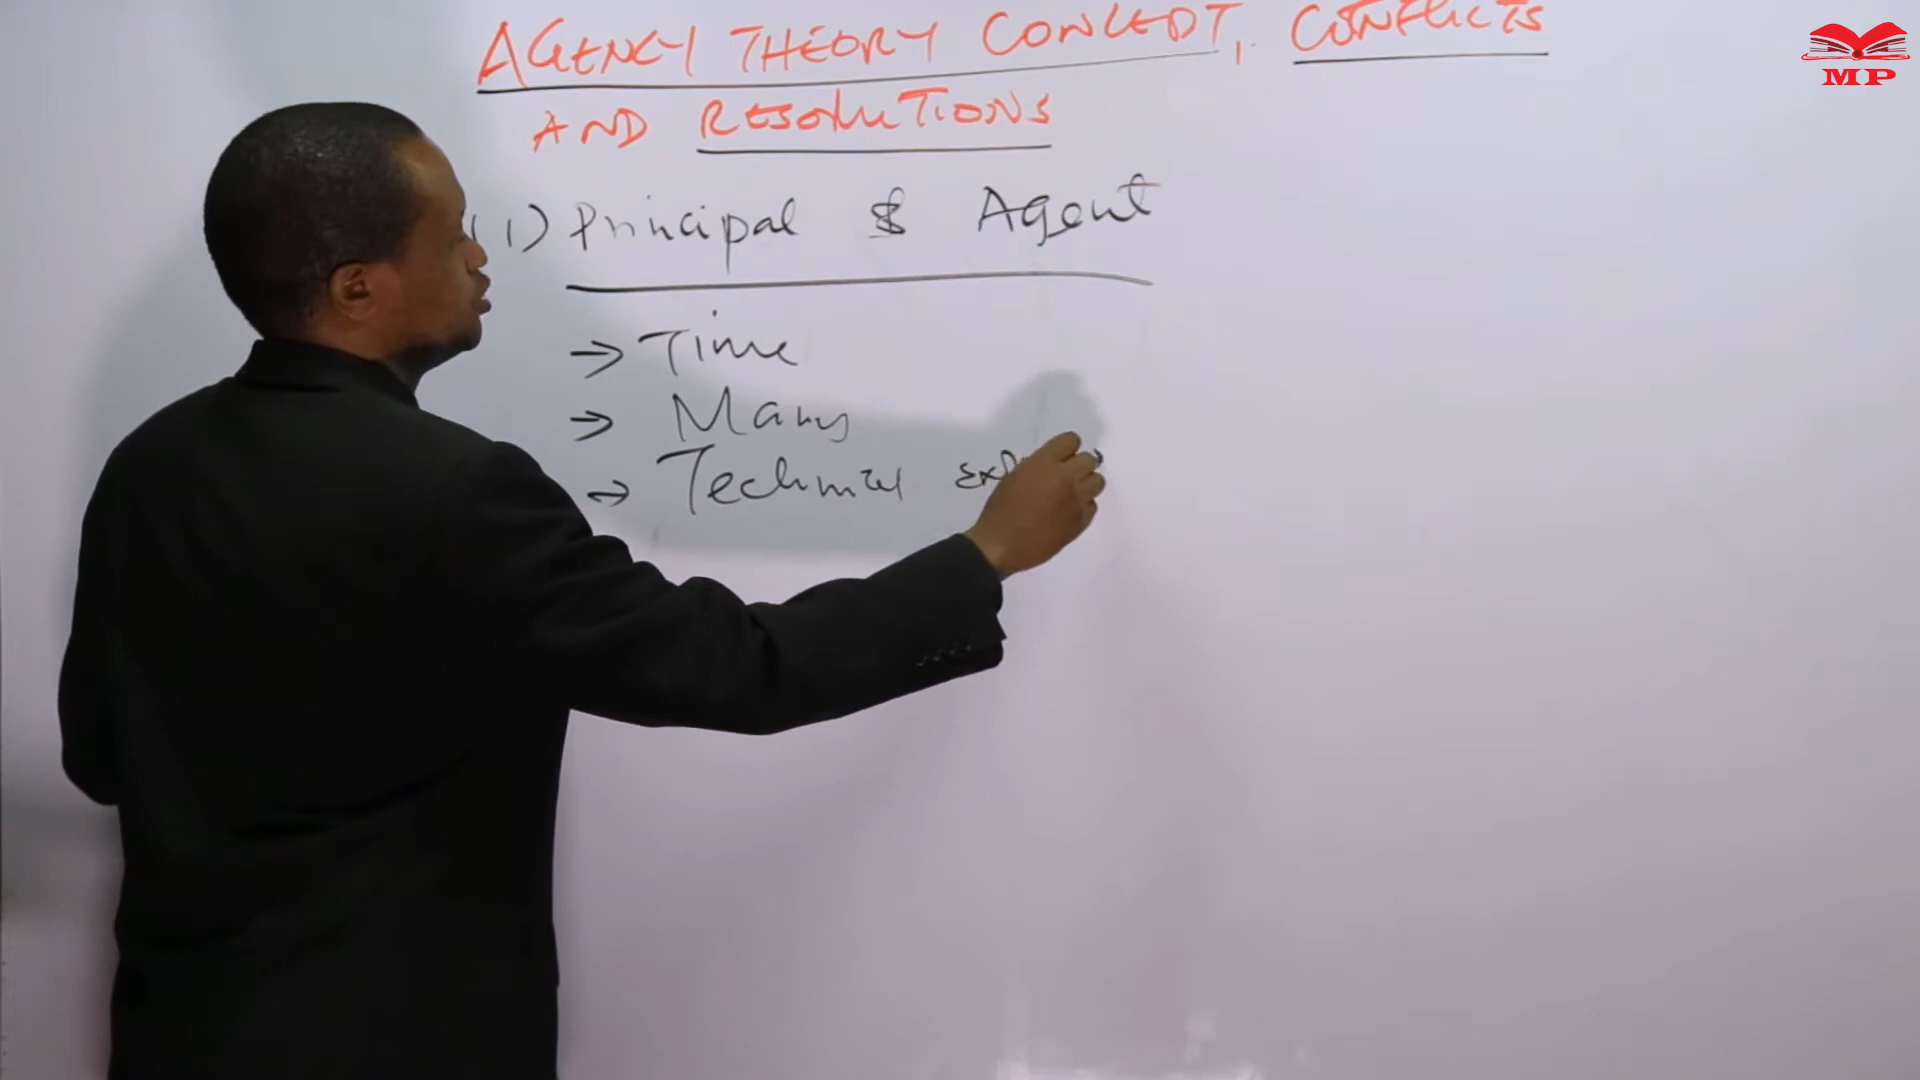 AGENCY THEORY CONCEPT, CONFLICTS
AND RESOLUTIONS
(1) Principal & Agent
→ Time
→ Many
→ Technical
MP